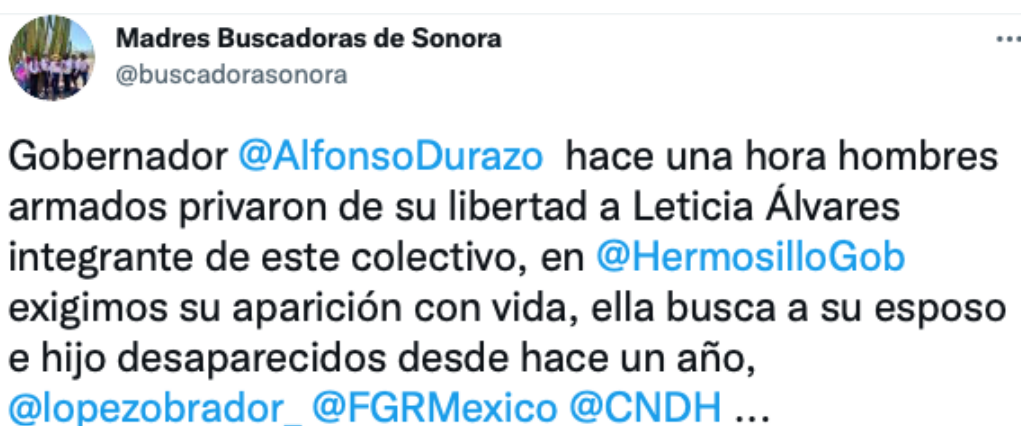 Madres Buscadoras de Sonora
@buscadorasonora
Gobernador @AlfonsoDurazo hace una hora hombres
armados privaron de su libertad a Leticia Álvares
integrante de este colectivo, en @HermosilloGob
exigimos su aparición con vida, ella busca a su esposo
e hijo desaparecidos desde hace un año,
@lopezobrador_ @FGRMexico @CNDH ...